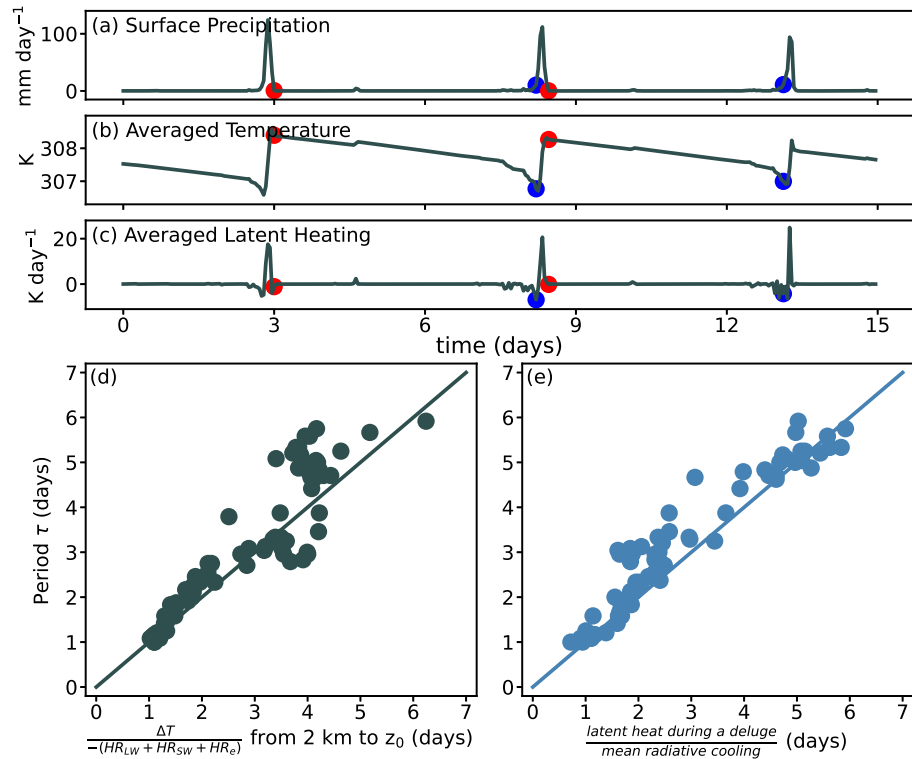 (a) Surface Precipitation
mm day⁻¹
100
0
(b) Averaged Temperature
K
308
307
(c) Averaged Latent Heating
K day⁻¹
20
0
0 3 6 9 12 15
time (days)
(d)
Period τ (days)
7
6
5
4
3
2
1
0
0 1 2 3 4 5 6 7
ΔT / −(HR_LW + HR_SW + HR_e) from 2 km to z₀ (days)
(e)
7
6
5
4
3
2
1
0
0 1 2 3 4 5 6 7
latent heat during a deluge / mean radiative cooling (days)